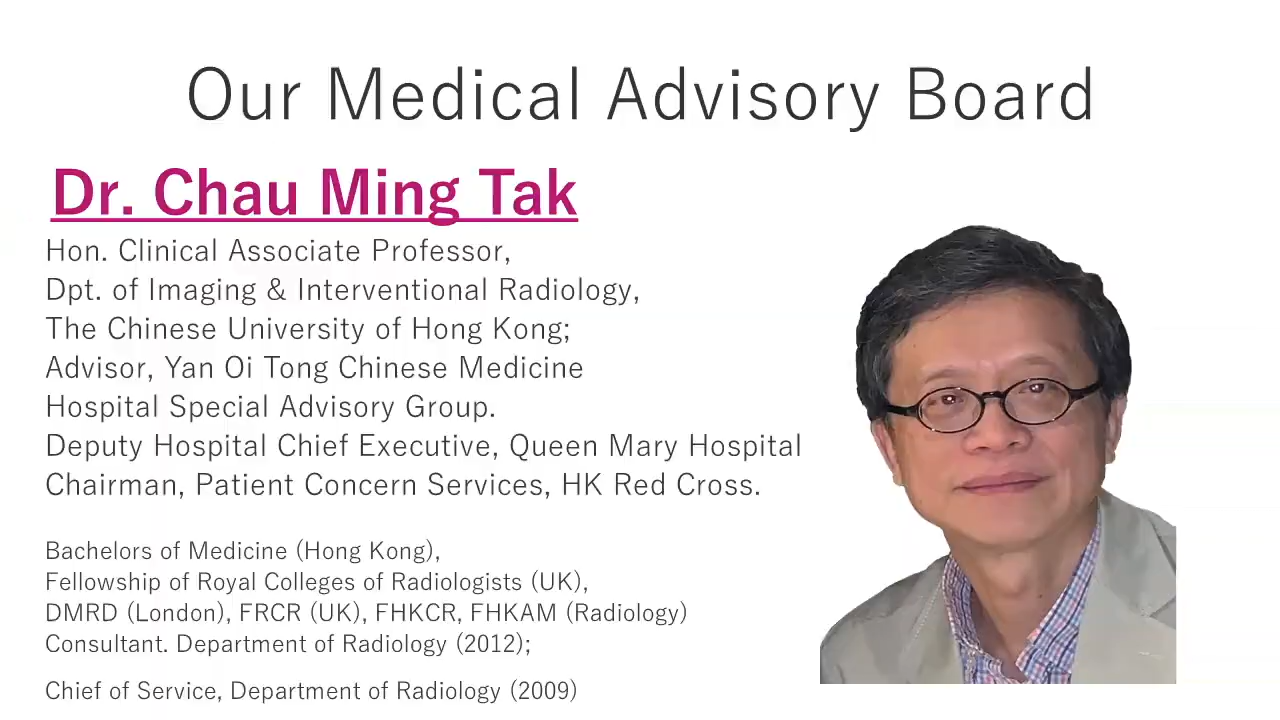 Our Medical Advisory Board
Dr. Chau Ming Tak
Hon. Clinical Associate Professor,
Dpt. of Imaging & Interventional Radiology,
The Chinese University of Hong Kong;
Advisor, Yan Oi Tong Chinese Medicine
Hospital Special Advisory Group.
Deputy Hospital Chief Executive, Queen Mary Hospital
Chairman, Patient Concern Services, HK Red Cross.
Bachelors of Medicine (Hong Kong),
Fellowship of Royal Colleges of Radiologists (UK),
DMRD (London), FRCR (UK), FHKCR, FHKAM (Radiology)
Consultant. Department of Radiology (2012);
Chief of Service, Department of Radiology (2009)